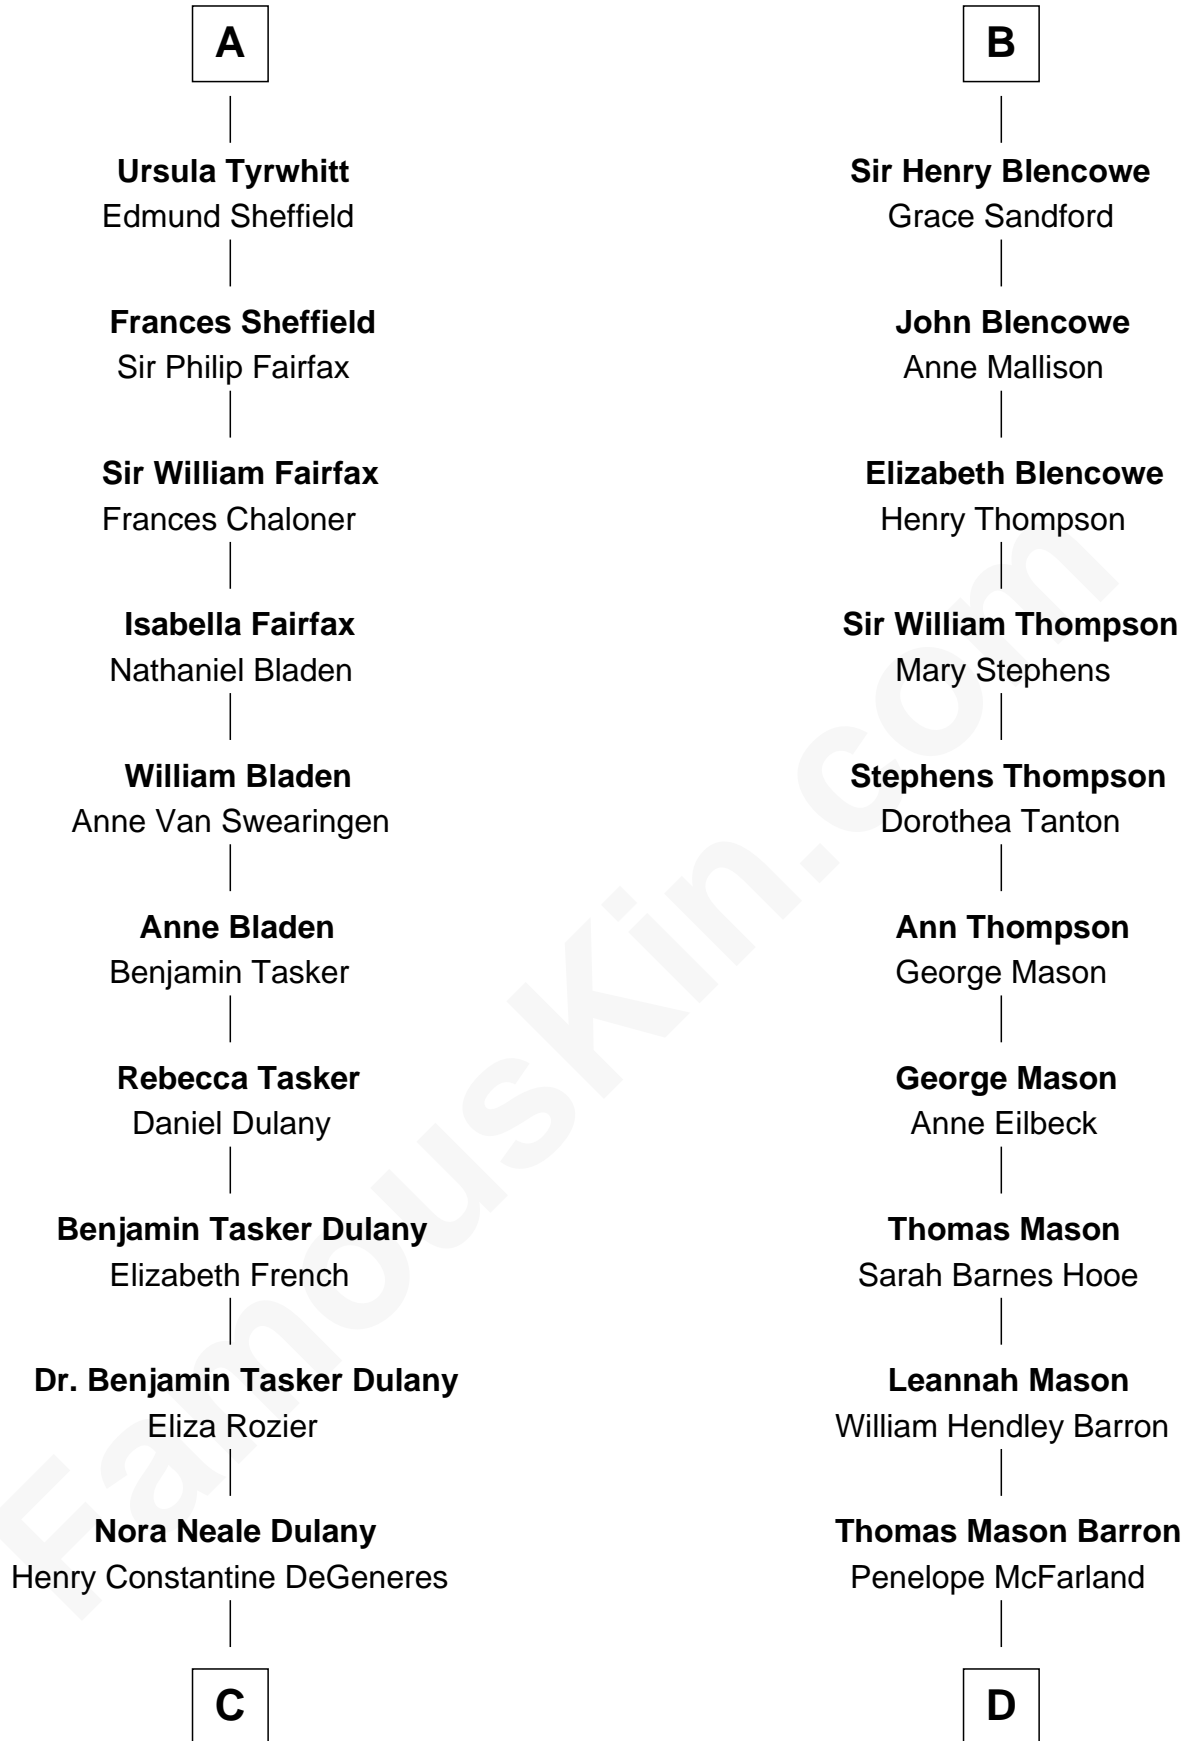 A
Ursula Tyrwhitt
Edmund Sheffield
Frances Sheffield
Sir Philip Fairfax
Sir William Fairfax
Frances Chaloner
Isabella Fairfax
Nathaniel Bladen
William Bladen
Anne Van Swearingen
Anne Bladen
Benjamin Tasker
Rebecca Tasker
Daniel Dulany
Benjamin Tasker Dulany
Elizabeth French
Dr. Benjamin Tasker Dulany
Eliza Rozier
Nora Neale Dulany
Henry Constantine DeGeneres
C
B
Sir Henry Blencowe
Grace Sandford
John Blencowe
Anne Mallison
Elizabeth Blencowe
Henry Thompson
Sir William Thompson
Mary Stephens
Stephens Thompson
Dorothea Tanton
Ann Thompson
George Mason
George Mason
Anne Eilbeck
Thomas Mason
Sarah Barnes Hooe
Leannah Mason
William Hendley Barron
Thomas Mason Barron
Penelope McFarland
D
FamousKin.com